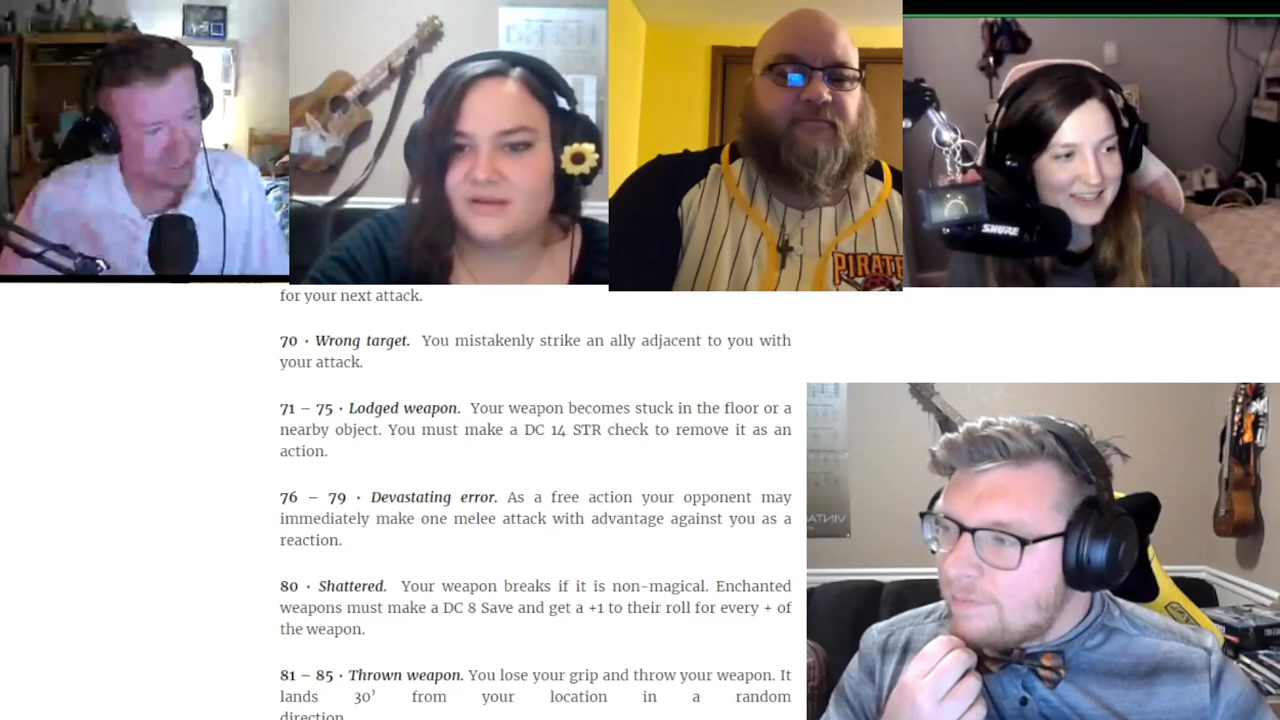 SHURE
PIRATE
for your next attack.
70 · Wrong target. You mistakenly strike an ally adjacent to you with
your attack.
71 – 75 · Lodged weapon. Your weapon becomes stuck in the floor or a
nearby object. You must make a DC 14 STR check to remove it as an
action.
76 – 79 · Devastating error. As a free action your opponent may
immediately make one melee attack with advantage against you as a
reaction.
80 · Shattered. Your weapon breaks if it is non-magical. Enchanted
weapons must make a DC 8 Save and get a +1 to their roll for every + of
the weapon.
81 – 85 · Thrown weapon. You lose your grip and throw your weapon. It
lands 30’ from your location in a random
direction